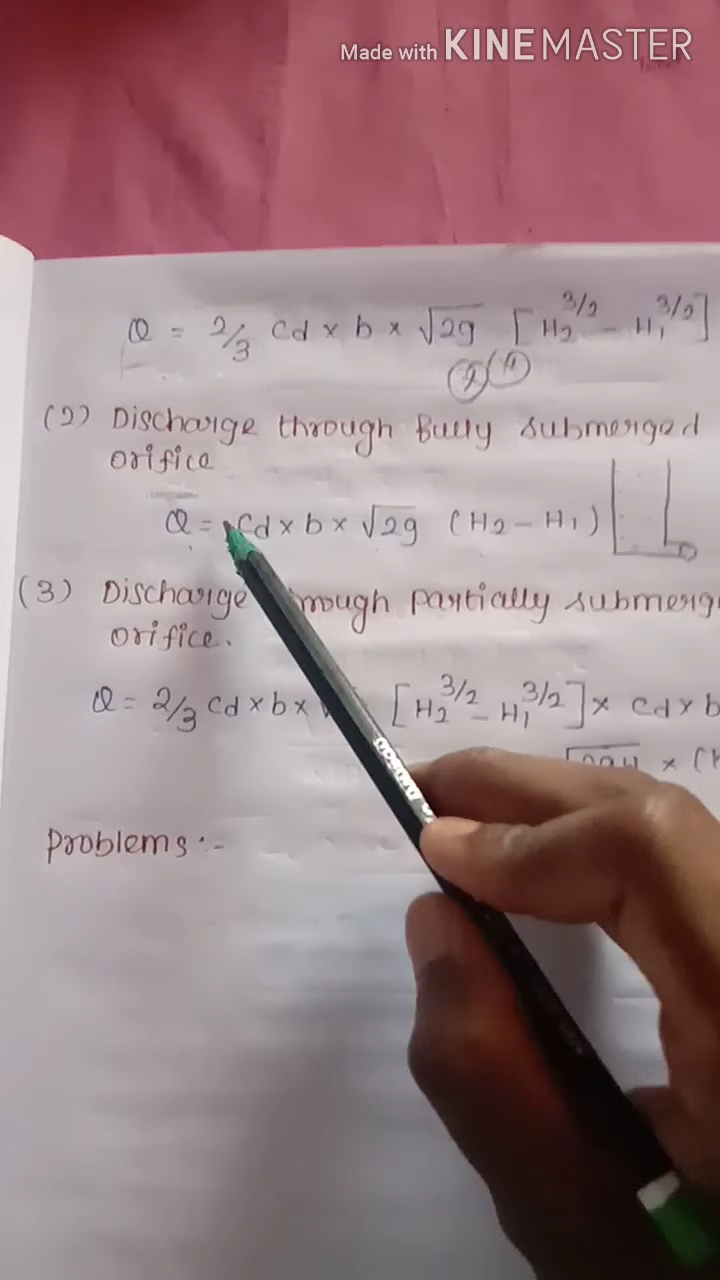 Made with KINEMASTER
Q = 2/3 Cd × b × √2g [H₂^3/2 - H₁^3/2]
(2) Discharge through fully submerged
orifice
Q = Cd × b × √2g (H2 - H1)
(3) Discharge through partially submerg
orifice.
Q = 2/3 Cd × b × [H₂^3/2 - H₁^3/2] × Cd × b
Problems :-